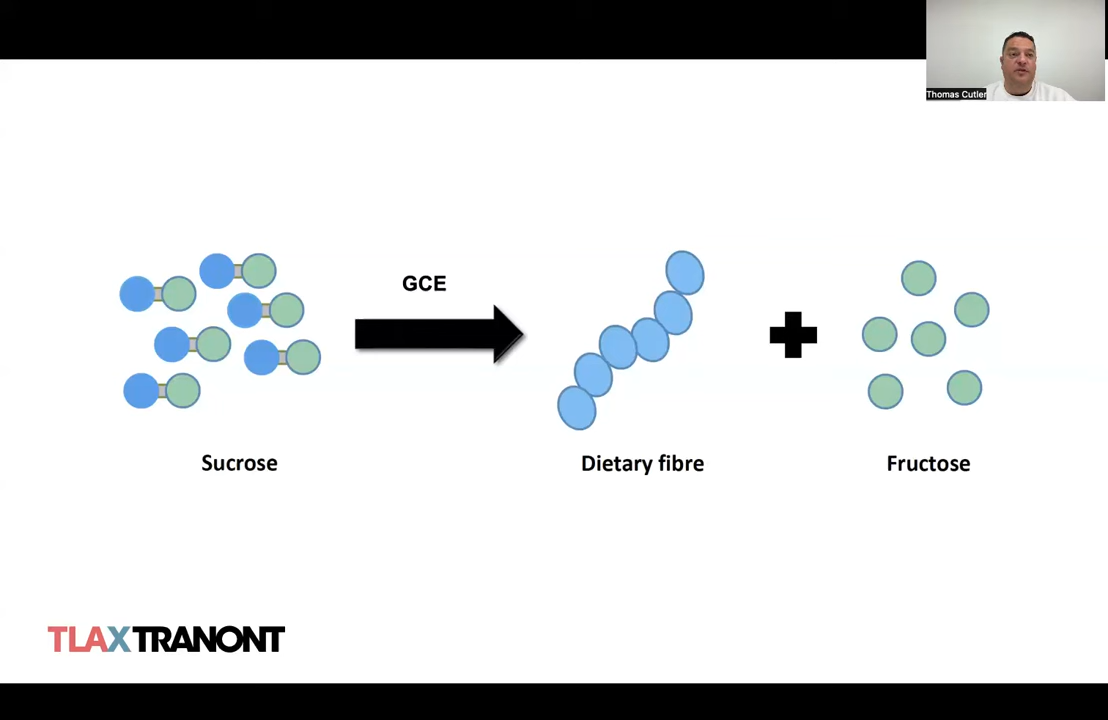 Thomas Cutler
GCE
Sucrose
Dietary fibre
Fructose
TLAXTRANONT